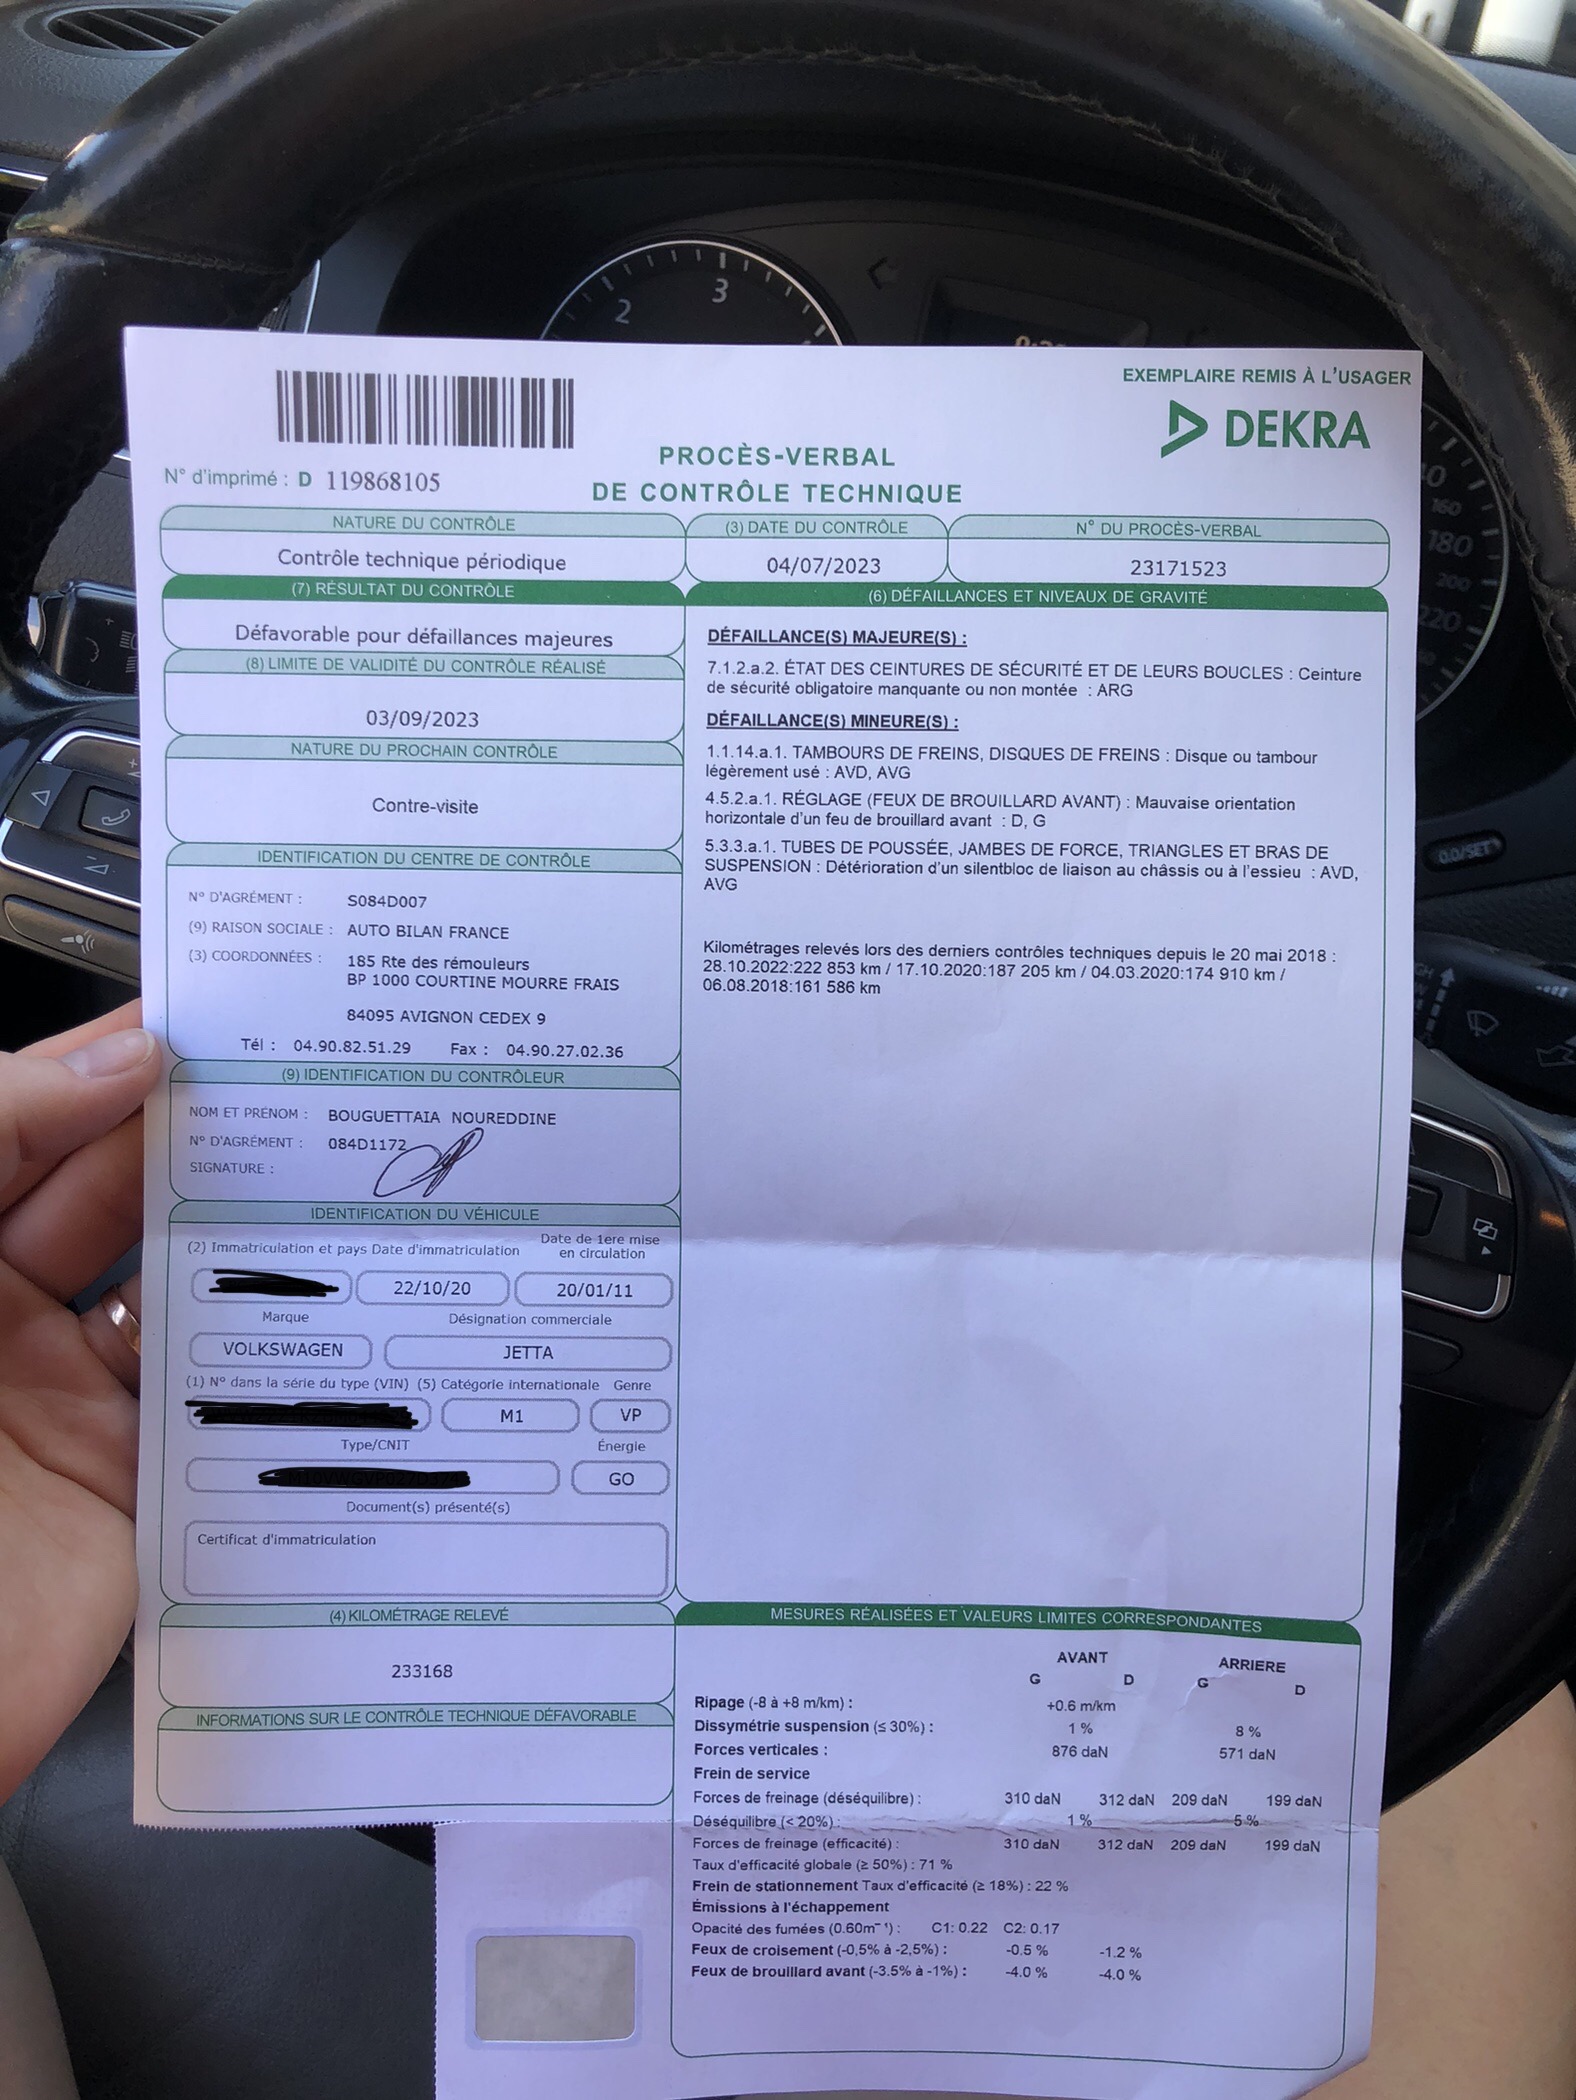 EXEMPLAIRE REMIS À L'USAGER
DEKRA
PROCÈS-VERBAL
DE CONTRÔLE TECHNIQUE
N° d'imprimé : D 119868105
NATURE DU CONTRÔLE
Contrôle technique périodique
(3) DATE DU CONTRÔLE
04/07/2023
N° DU PROCÈS-VERBAL
23171523
(7) RÉSULTAT DU CONTRÔLE
Défavorable pour défaillances majeures
(8) LIMITE DE VALIDITÉ DU CONTRÔLE RÉALISÉ
03/09/2023
NATURE DU PROCHAIN CONTRÔLE
Contre-visite
IDENTIFICATION DU CENTRE DE CONTRÔLE
N° D'AGRÉMENT : S084D007
(9) RAISON SOCIALE : AUTO BILAN FRANCE
(3) COORDONNÉES : 185 Rte des rémouleurs
BP 1000 COURTINE MOURRE FRAIS
84095 AVIGNON CEDEX 9
Tél : 04.90.82.51.29 Fax : 04.90.27.02.36
(9) IDENTIFICATION DU CONTRÔLEUR
NOM ET PRÉNOM : BOUGUETTAIA NOUREDDINE
N° D'AGRÉMENT : 084D1172
SIGNATURE :
IDENTIFICATION DU VÉHICULE
(2) Immatriculation et pays Date d'immatriculation
Date de 1ere mise
en circulation
22/10/20
20/01/11
Marque
Désignation commerciale
VOLKSWAGEN
JETTA
(1) N° dans la série du type (VIN) (5) Catégorie internationale Genre
M1
VP
Type/CNIT
Énergie
GO
Document(s) présenté(s)
Certificat d'immatriculation
(4) KILOMÉTRAGE RELEVÉ
233168
INFORMATIONS SUR LE CONTRÔLE TECHNIQUE DÉFAVORABLE
(6) DÉFAILLANCES ET NIVEAUX DE GRAVITÉ
DÉFAILLANCE(S) MAJEURE(S) :
7.1.2.a.2. ÉTAT DES CEINTURES DE SÉCURITÉ ET DE LEURS BOUCLES : Ceinture
de sécurité obligatoire manquante ou non montée : ARG
DÉFAILLANCE(S) MINEURE(S) :
1.1.14.a.1. TAMBOURS DE FREINS, DISQUES DE FREINS : Disque ou tambour
légèrement usé : AVD, AVG
4.5.2.a.1. RÉGLAGE (FEUX DE BROUILLARD AVANT) : Mauvaise orientation
horizontale d'un feu de brouillard avant : D, G
5.3.3.a.1. TUBES DE POUSSÉE, JAMBES DE FORCE, TRIANGLES ET BRAS DE
SUSPENSION : Détérioration d'un silentbloc de liaison au châssis ou à l'essieu : AVD,
AVG
Kilométrages relevés lors des derniers contrôles techniques depuis le 20 mai 2018 :
28.10.2022:222 853 km / 17.10.2020:187 205 km / 04.03.2020:174 910 km /
06.08.2018:161 586 km
MESURES RÉALISÉES ET VALEURS LIMITES CORRESPONDANTES
AVANT ARRIERE
G D G D
Ripage (-8 à +8 m/km) : +0.6 m/km
Dissymétrie suspension (≤ 30%) : 1 % 8 %
Forces verticales : 876 daN 571 daN
Frein de service
Forces de freinage (déséquilibre) : 310 daN 312 daN 209 daN 199 daN
Déséquilibre (< 20%) : 1 % 5 %
Forces de freinage (efficacité) : 310 daN 312 daN 209 daN 199 daN
Taux d'efficacité globale (≥ 50%) : 71 %
Frein de stationnement Taux d'efficacité (≥ 18%) : 22 %
Émissions à l'échappement
Opacité des fumées (0.60m⁻¹) : C1: 0.22 C2: 0.17
Feux de croisement (-0,5% à -2,5%) : -0.5 % -1.2 %
Feux de brouillard avant (-3.5% à -1%) : -4.0 % -4.0 %
2
3
160
180
200
220
0.0/SET